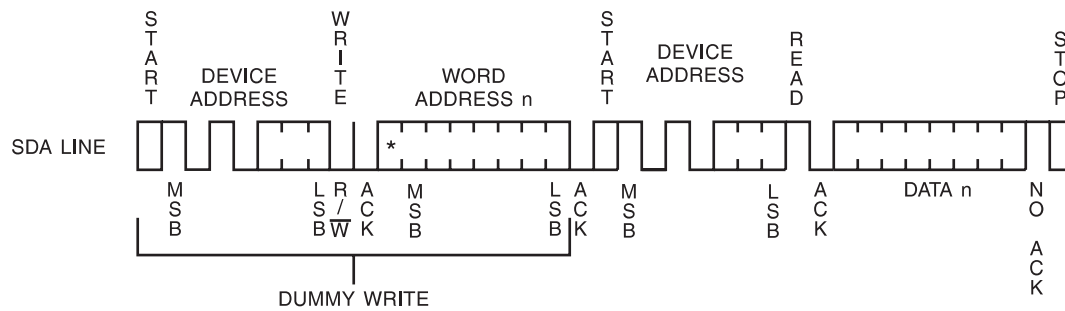 START
DEVICE
ADDRESS
WRITE
WORD
ADDRESS n
START
DEVICE
ADDRESS
READ
STOP
SDA LINE
*
MSB
LSB
R/W
ACK
MSB
LSB
ACK
MSB
LSB
ACK
DATA n
NO ACK
DUMMY WRITE